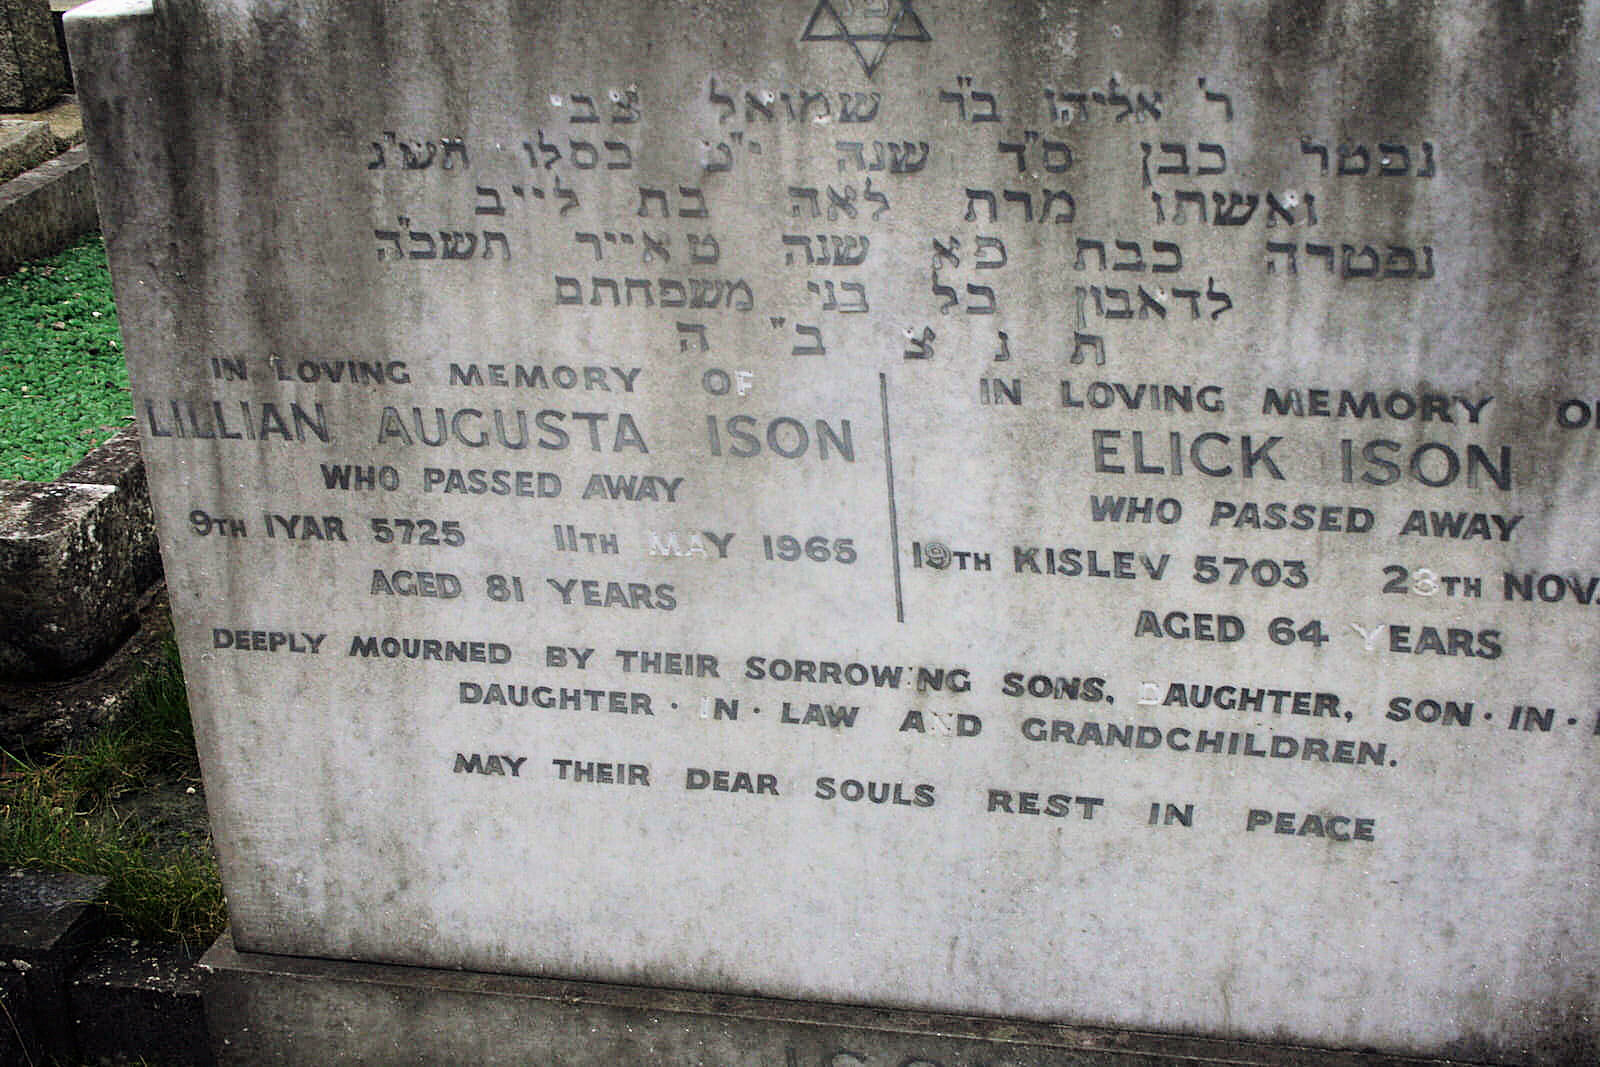 ר' אליהו ב"ר שמואל צבי
נפטר כבן ס"ד שנה י"ט כסלו תש"ג
ואשתו מרת לאה בת לייב
נפטרה כבת פ"א שנה ט אייר תשכ"ה
לדאבון כל בני משפחתם
ת נ צ ב" ה
IN LOVING MEMORY OF
LILLIAN AUGUSTA ISON
WHO PASSED AWAY
9TH IYAR 5725 11TH MAY 1965
AGED 81 YEARS
IN LOVING MEMORY
ELICK ISON
WHO PASSED AWAY
19TH KISLEV 5703 28TH NOV.
AGED 64 YEARS
DEEPLY MOURNED BY THEIR SORROWING SONS, DAUGHTER, SON·IN·
DAUGHTER·IN·LAW AND GRANDCHILDREN.
MAY THEIR DEAR SOULS REST IN PEACE